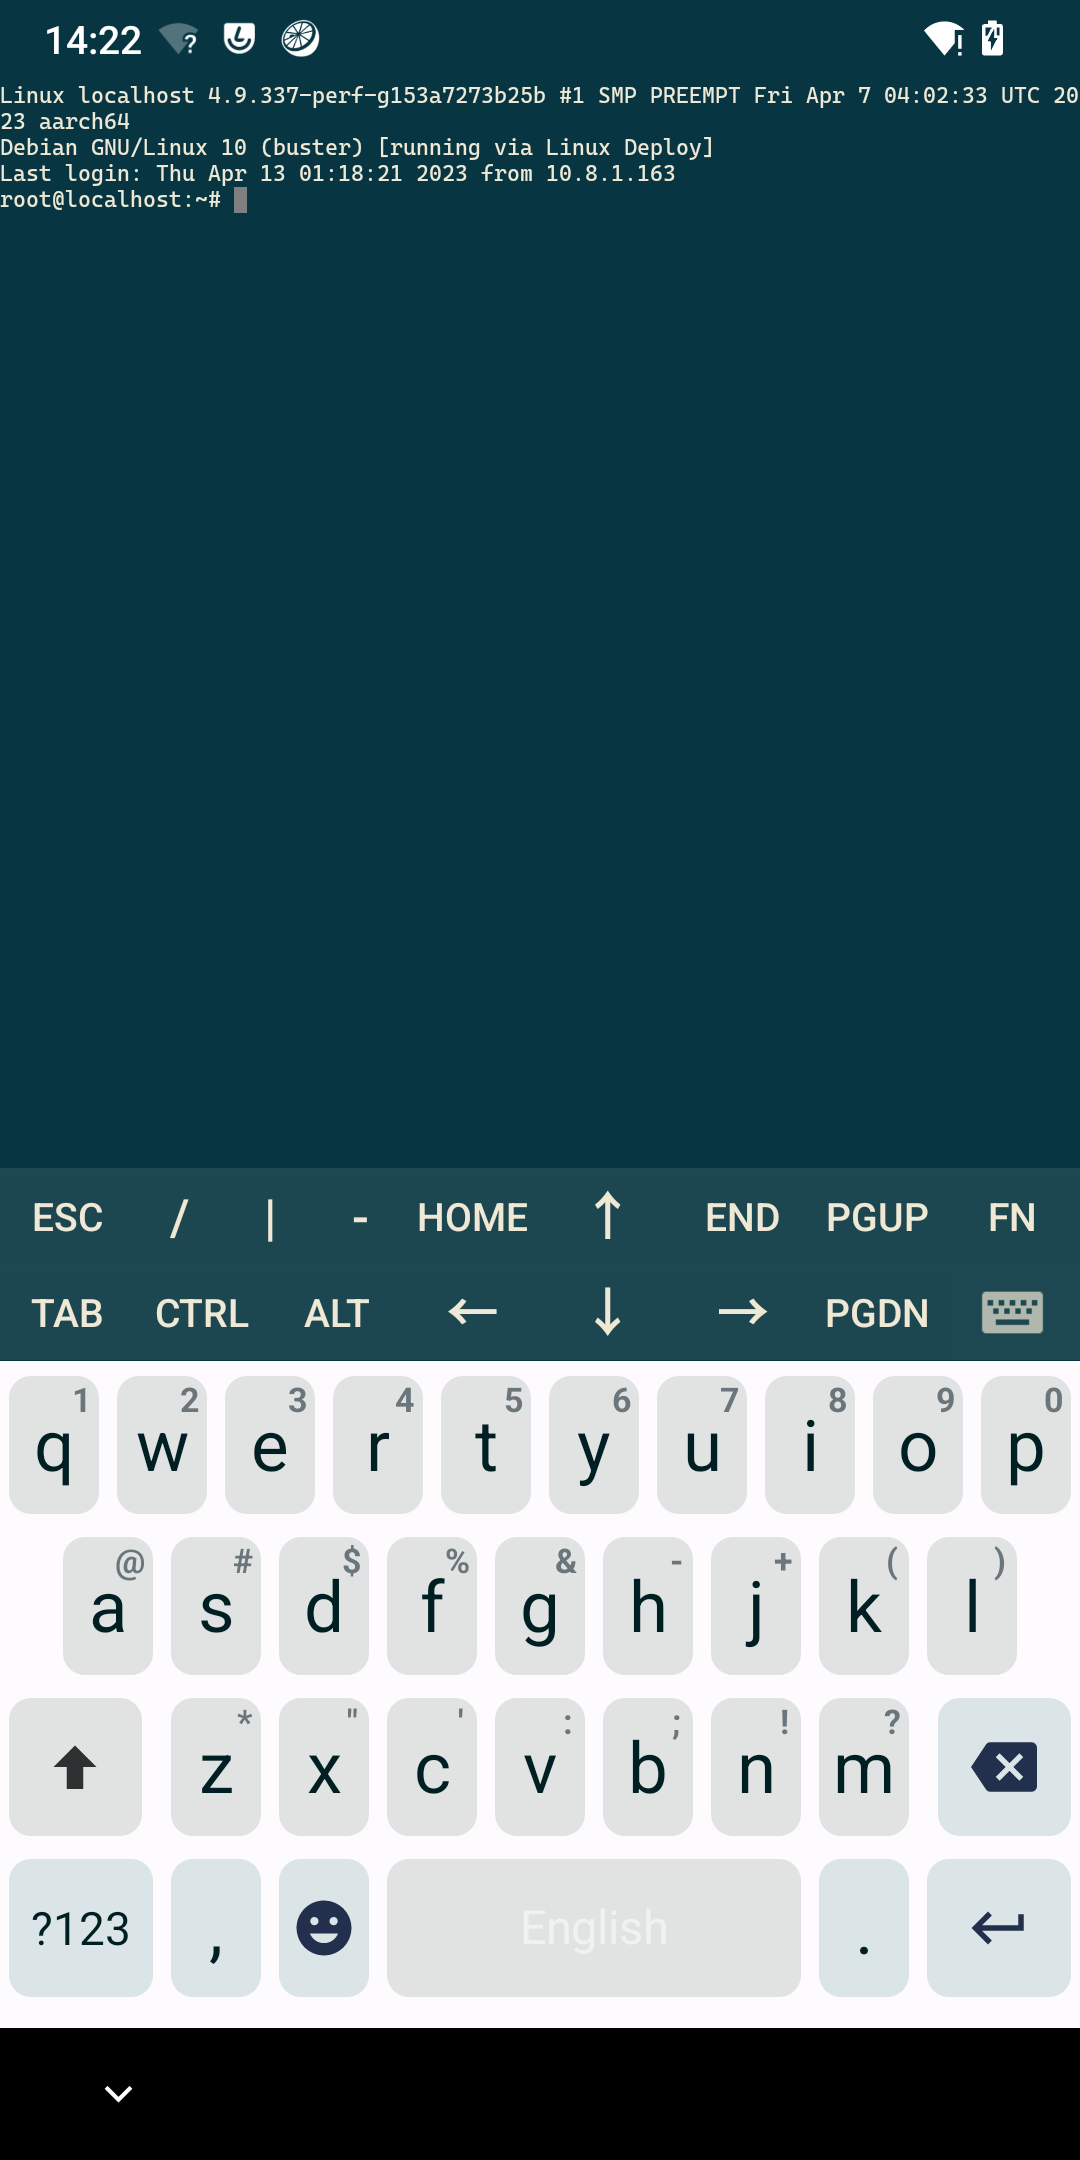 14:22
Linux localhost 4.9.337-perf-g153a7273b25b #1 SMP PREEMPT Fri Apr 7 04:02:33 UTC 20
23 aarch64
Debian GNU/Linux 10 (buster) [running via Linux Deploy]
Last login: Thu Apr 13 01:18:21 2023 from 10.8.1.163
root@localhost:~#
ESC / | - HOME ↑ END PGUP FN
TAB CTRL ALT ← ↓ → PGDN
1 2 3 4 5 6 7 8 9 0
q w e r t y u i o p
@ # $ % & - + ( )
a s d f g h j k l
* " ' : ; ! ?
z x c v b n m
?123 , English .